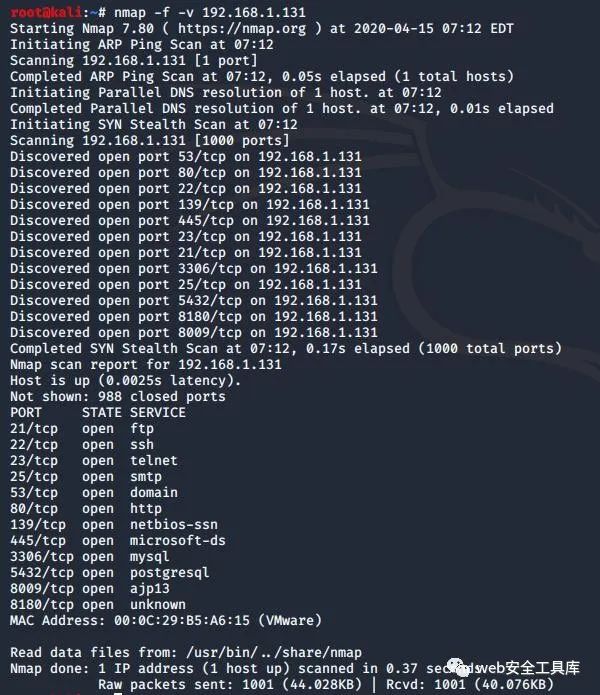 root@kali:~# nmap -f -v 192.168.1.131
Starting Nmap 7.80 ( https://nmap.org ) at 2020-04-15 07:12 EDT
Initiating ARP Ping Scan at 07:12
Scanning 192.168.1.131 [1 port]
Completed ARP Ping Scan at 07:12, 0.05s elapsed (1 total hosts)
Initiating Parallel DNS resolution of 1 host. at 07:12
Completed Parallel DNS resolution of 1 host. at 07:12, 0.01s elapsed
Initiating SYN Stealth Scan at 07:12
Scanning 192.168.1.131 [1000 ports]
Discovered open port 53/tcp on 192.168.1.131
Discovered open port 80/tcp on 192.168.1.131
Discovered open port 22/tcp on 192.168.1.131
Discovered open port 139/tcp on 192.168.1.131
Discovered open port 445/tcp on 192.168.1.131
Discovered open port 23/tcp on 192.168.1.131
Discovered open port 21/tcp on 192.168.1.131
Discovered open port 3306/tcp on 192.168.1.131
Discovered open port 25/tcp on 192.168.1.131
Discovered open port 5432/tcp on 192.168.1.131
Discovered open port 8180/tcp on 192.168.1.131
Discovered open port 8009/tcp on 192.168.1.131
Completed SYN Stealth Scan at 07:12, 0.17s elapsed (1000 total ports)
Nmap scan report for 192.168.1.131
Host is up (0.0025s latency).
Not shown: 988 closed ports
PORT STATE SERVICE
21/tcp open ftp
22/tcp open ssh
23/tcp open telnet
25/tcp open smtp
53/tcp open domain
80/tcp open http
139/tcp open netbios-ssn
445/tcp open microsoft-ds
3306/tcp open mysql
5432/tcp open postgresql
8009/tcp open ajp13
8180/tcp open unknown
MAC Address: 00:0C:29:B5:A6:15 (VMware)
Read data files from: /usr/bin/../share/nmap
Nmap done: 1 IP address (1 host up) scanned in 0.37 seconds
web安全工具库
Raw packets sent: 1001 (44.028KB) | Rcvd: 1001 (40.076KB)